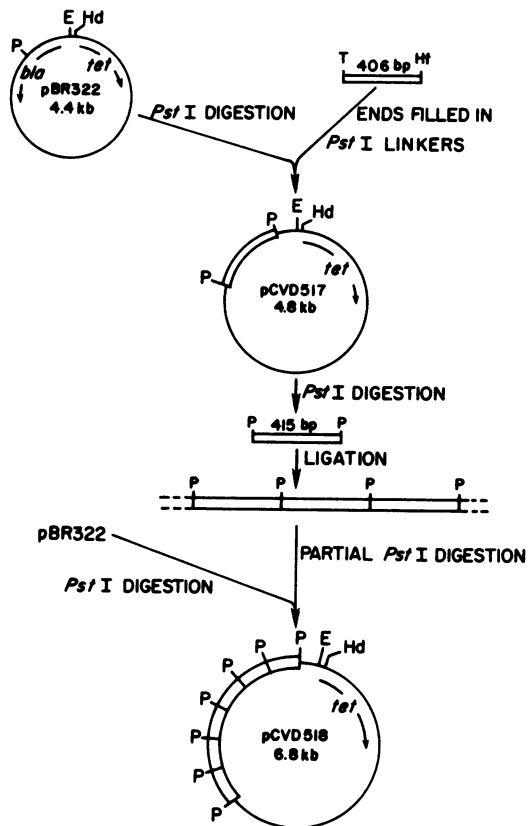 E Hd
P
bla tet
pBR322
4.4 kb
T 406 bp Hf
Pst I DIGESTION
ENDS FILLED IN
Pst I LINKERS
E
P Hd
P tet
pCVD517
4.8 kb
Pst I DIGESTION
P 415 bp P
LIGATION
P P P P
pBR322
PARTIAL Pst I DIGESTION
Pst I DIGESTION
P E
P Hd
P
P tet
P
pCVD518
6.8 kb
P
P